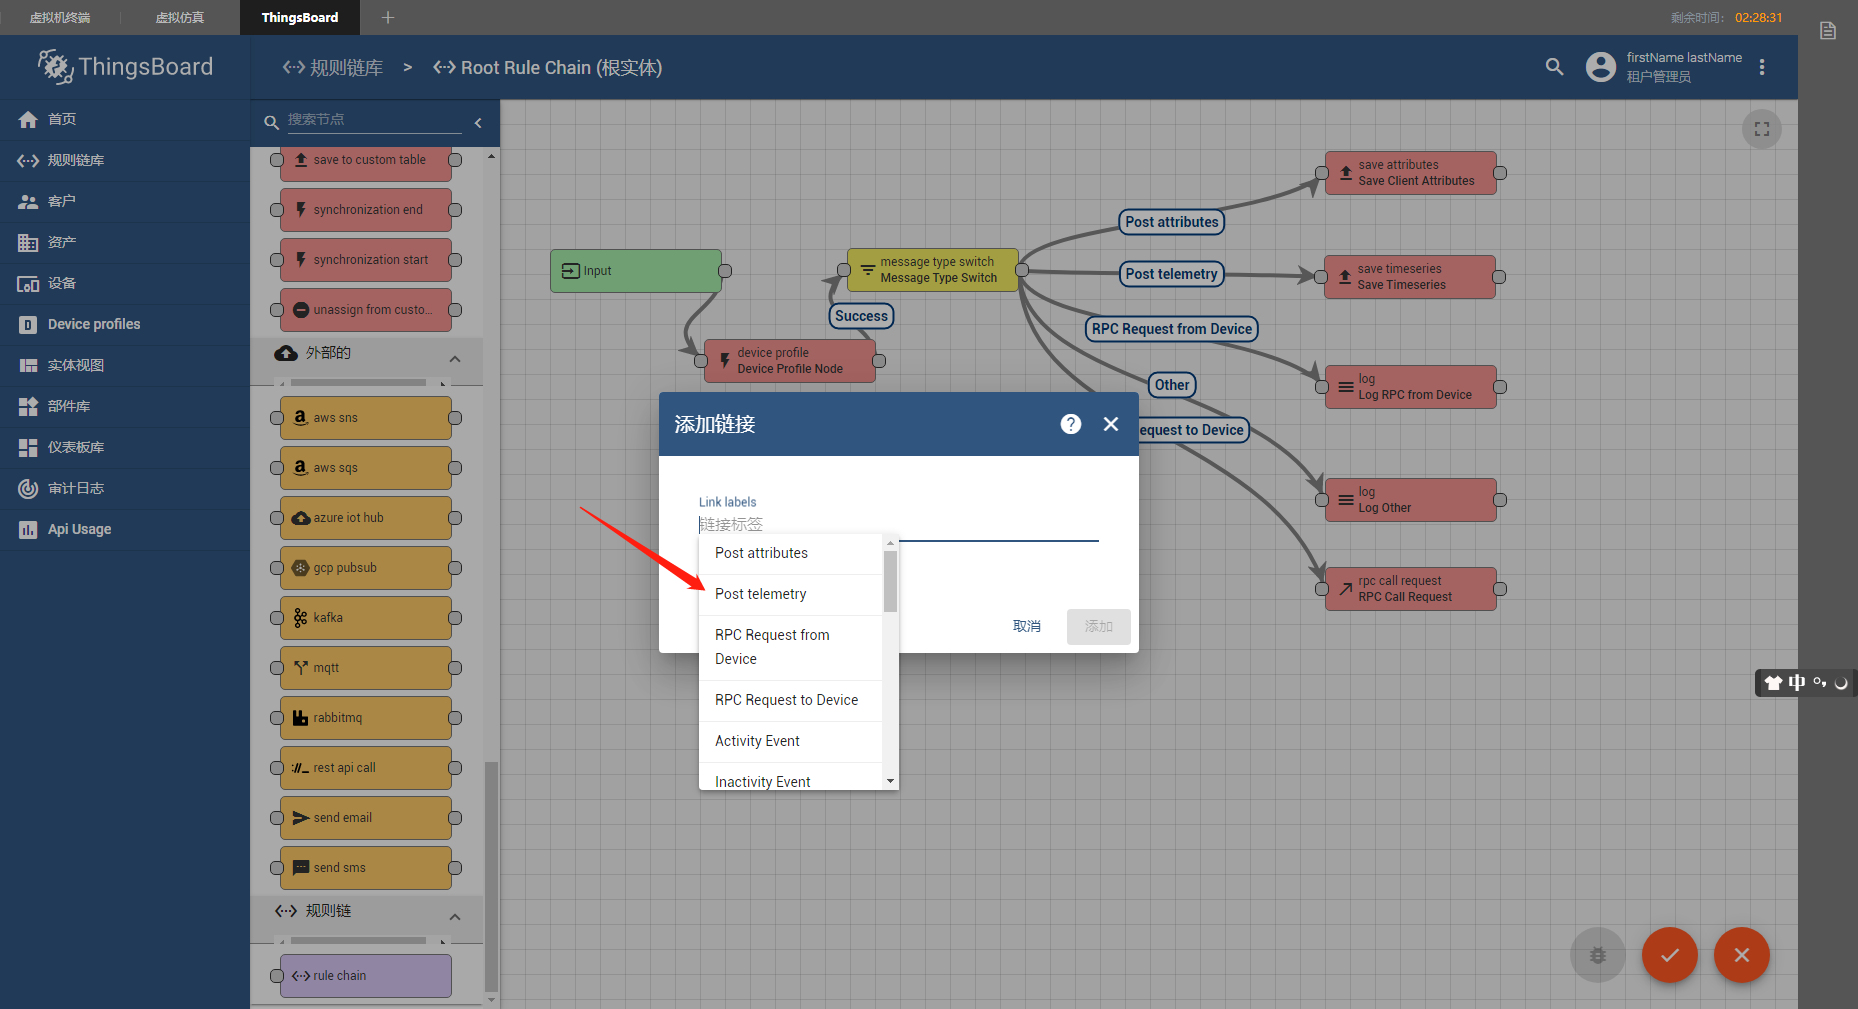 虚拟机终端
虚拟仿真
ThingsBoard
剩余时间:
02:28:31
ThingsBoard
规则链库 > Root Rule Chain (根实体)
firstName lastName
租户管理员
首页
规则链库
客户
资产
设备
Device profiles
实体视图
部件库
仪表板库
审计日志
Api Usage
搜索节点
save to custom table
synchronization end
synchronization start
unassign from custo...
外部的
aws sns
aws sqs
azure iot hub
gcp pubsub
kafka
mqtt
rabbitmq
rest api call
send email
send sms
规则链
rule chain
Input
device profile
Device Profile Node
Success
message type switch
Message Type Switch
Post attributes
Post telemetry
RPC Request from Device
Other
equest to Device
save attributes
Save Client Attributes
save timeseries
Save Timeseries
log
Log RPC from Device
log
Log Other
rpc call request
RPC Call Request
添加链接
Link labels
链接标签
Post attributes
Post telemetry
RPC Request from
Device
RPC Request to Device
Activity Event
Inactivity Event
取消
添加
中